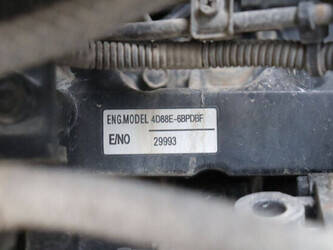 ENG.MODEL 4D88E-6BPDBF
E/NO 29993